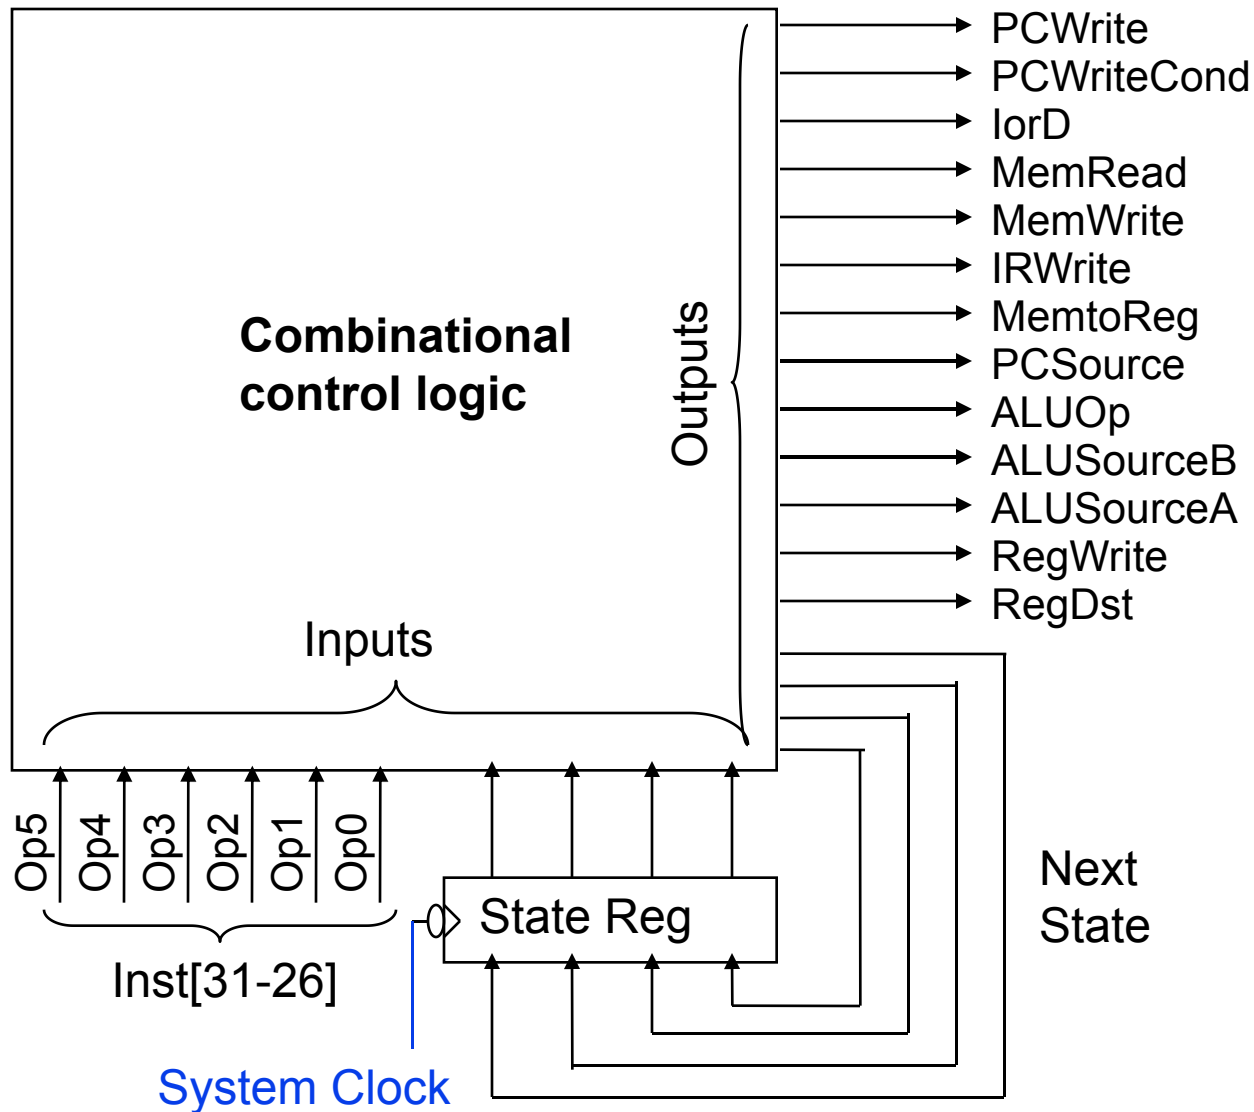 PCWrite
PCWriteCond
IorD
MemRead
MemWrite
IRWrite
MemtoReg
PCSource
ALUOp
ALUSourceB
ALUSourceA
RegWrite
RegDst
Combinational
control logic
Outputs
Inputs
Op5
Op4
Op3
Op2
Op1
Op0
State Reg
Next
State
Inst[31-26]
System Clock